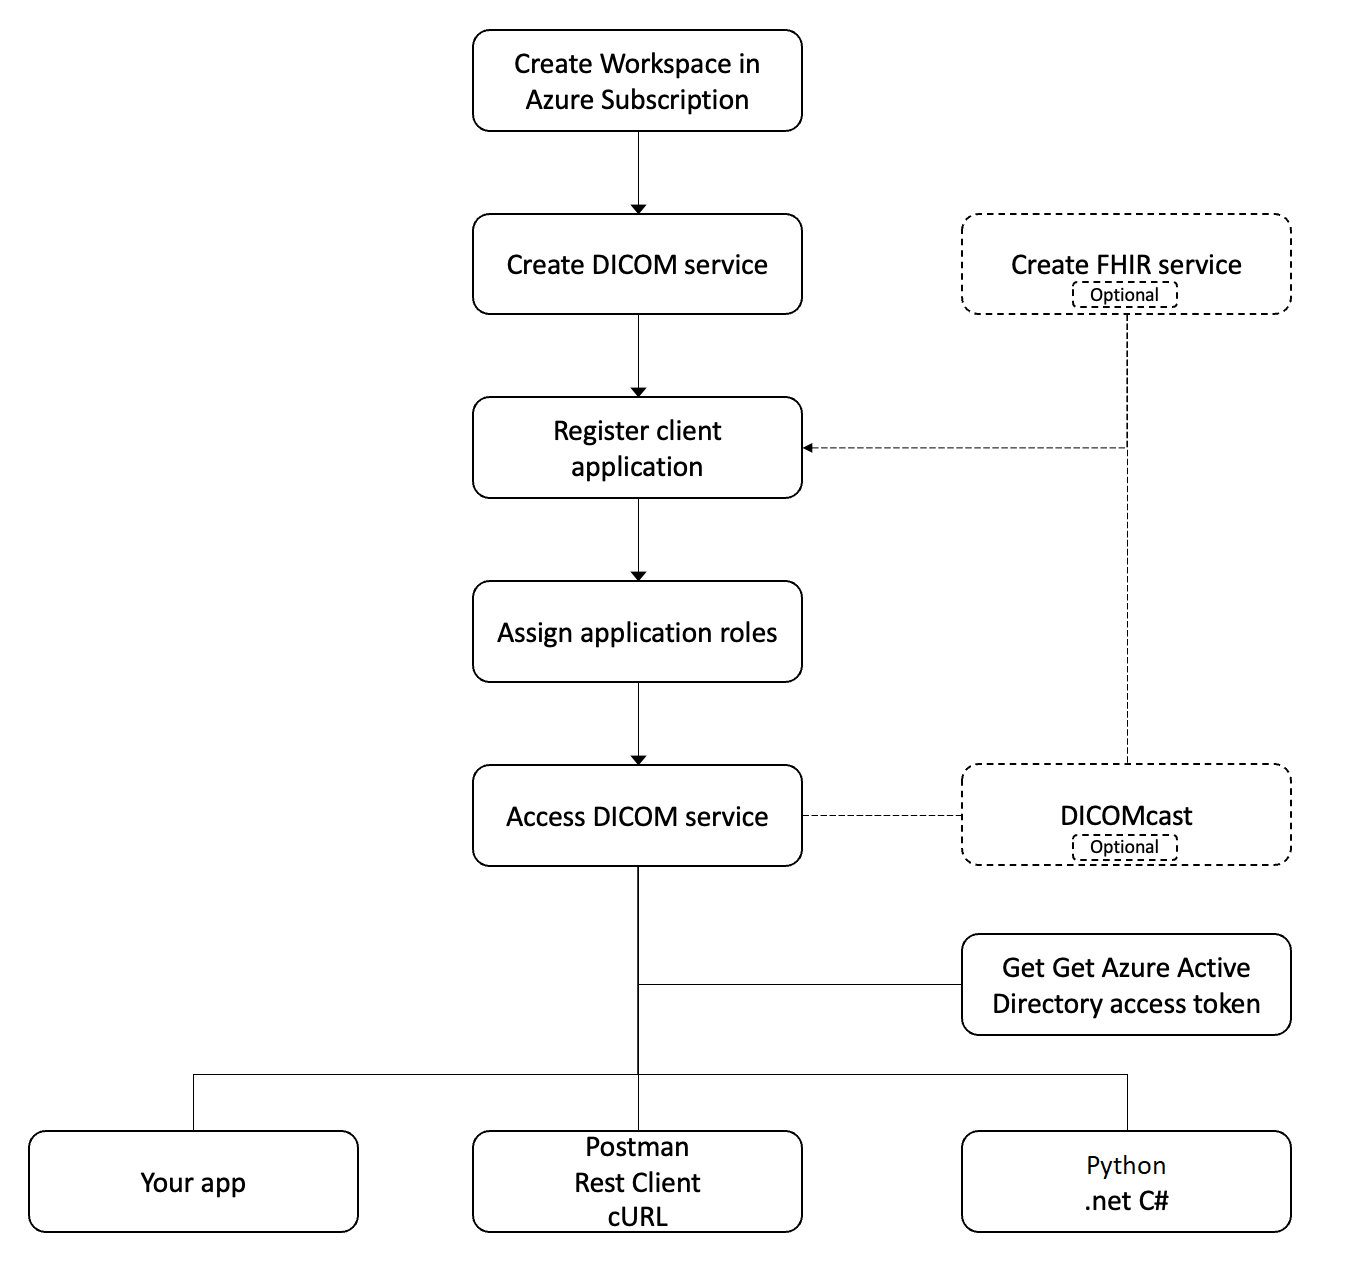 Create Workspace in
Azure Subscription
Create DICOM service
Create FHIR service
Optional
Register client
application
Assign application roles
Access DICOM service
DICOMcast
Optional
Get Get Azure Active
Directory access token
Your app
Postman
Rest Client
cURL
Python
.net C#